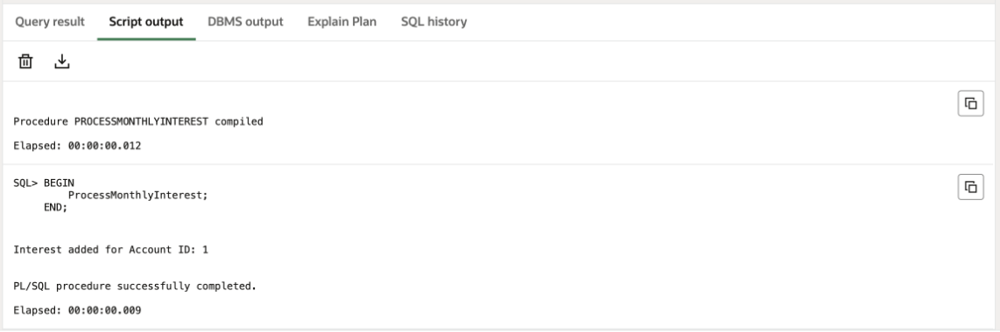 Query result Script output DBMS output Explain Plan SQL history
Procedure PROCESSMONTHLYINTEREST compiled
Elapsed: 00:00:00.012
SQL> BEGIN
ProcessMonthlyInterest;
END;
Interest added for Account ID: 1
PL/SQL procedure successfully completed.
Elapsed: 00:00:00.009